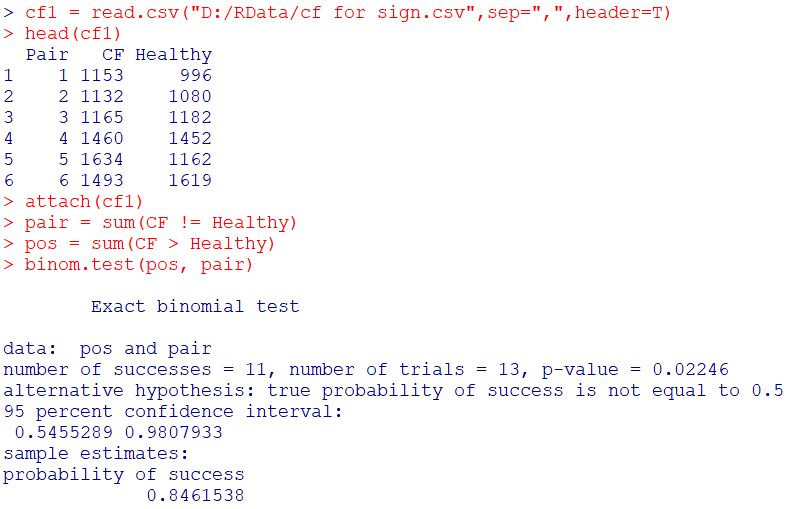 > cf1 = read.csv("D:/RData/cf for sign.csv",sep=",",header=T)
> head(cf1)
  Pair   CF Healthy
1    1 1153     996
2    2 1132    1080
3    3 1165    1182
4    4 1460    1452
5    5 1634    1162
6    6 1493    1619
> attach(cf1)
> pair = sum(CF != Healthy)
> pos = sum(CF > Healthy)
> binom.test(pos, pair)
        Exact binomial test
data:  pos and pair
number of successes = 11, number of trials = 13, p-value = 0.02246
alternative hypothesis: true probability of success is not equal to 0.5
95 percent confidence interval:
 0.5455289 0.9807933
sample estimates:
probability of success
             0.8461538